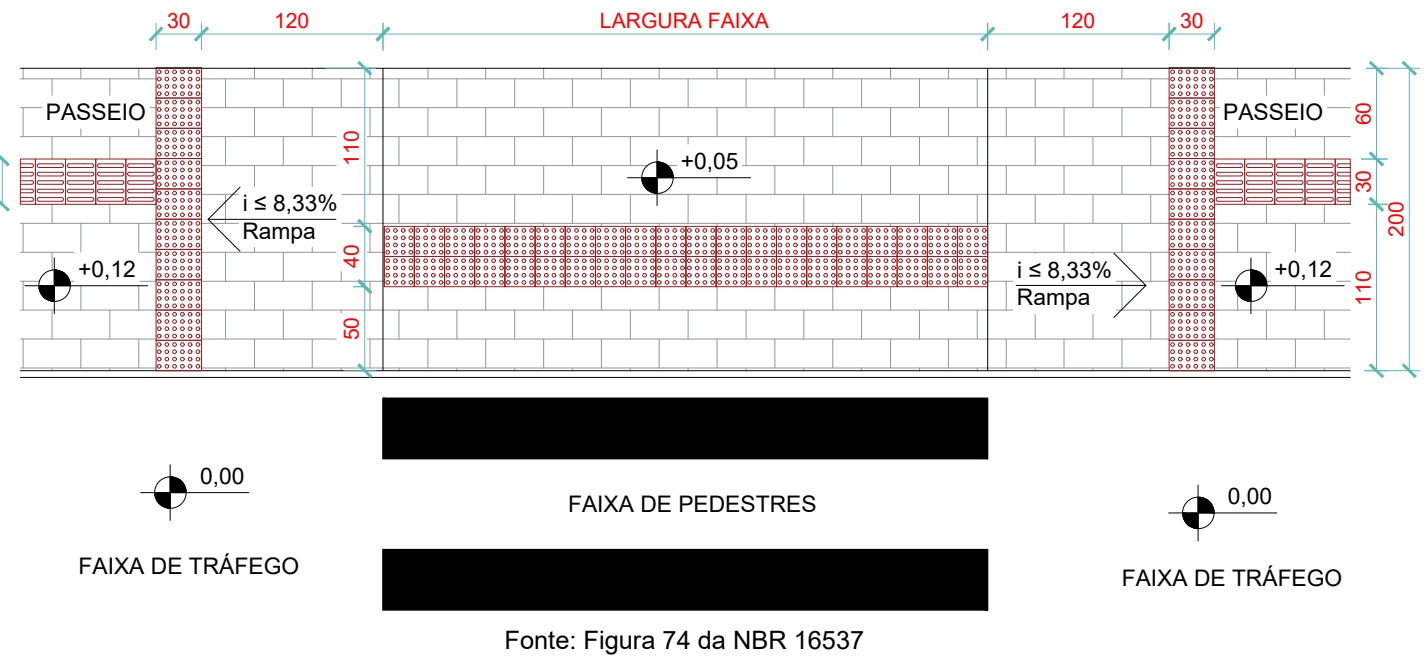 30
120
LARGURA FAIXA
120
30
PASSEIO
PASSEIO
110
+0,05
60
i ≤ 8,33%
Rampa
30
200
+0,12
40
i ≤ 8,33%
Rampa
+0,12
110
50
0,00
FAIXA DE PEDESTRES
0,00
FAIXA DE TRÁFEGO
FAIXA DE TRÁFEGO
Fonte: Figura 74 da NBR 16537